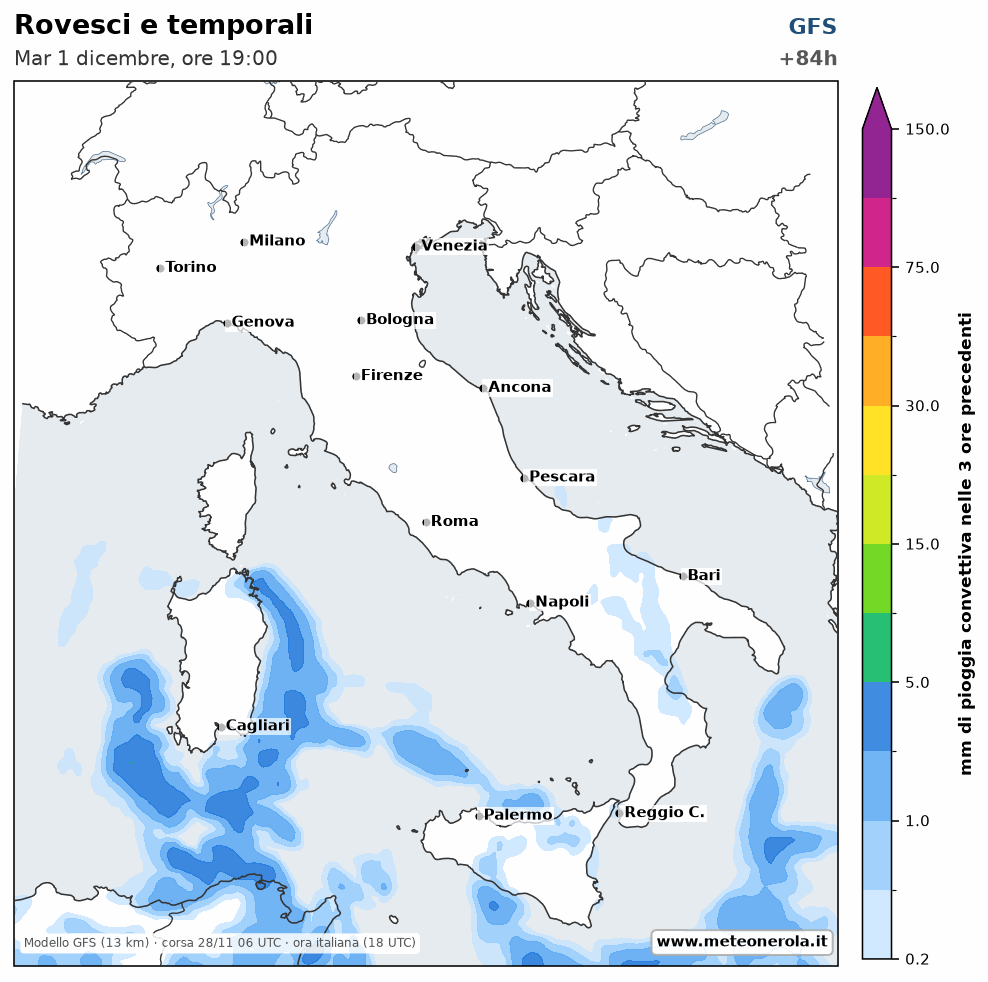 Rovesci e temporali
GFS
Mar 1 dicembre, ore 19:00
+84h
Milano
Venezia
Torino
Genova
Bologna
Firenze
Ancona
Pescara
Roma
Bari
Napoli
Cagliari
Palermo
Reggio C.
Modello GFS (13 km) · corsa 28/11 06 UTC · ora italiana (18 UTC)
www.meteonerola.it
150.0
75.0
30.0
15.0
5.0
1.0
0.2
mm di pioggia convettiva nelle 3 ore precedenti